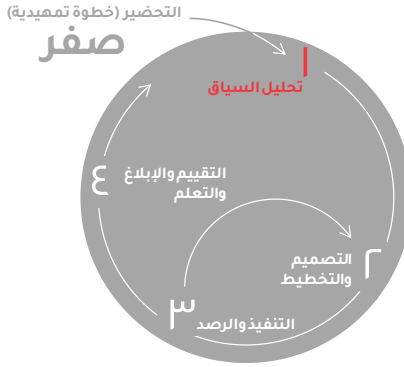 التحضير (خطوة تمهيدية)
صفر
١
تحليل السياق
٢
التصميم
والتخطيط
٣
التنفيذ والرصد
٤
التقييم والإبلاغ
والتعلم